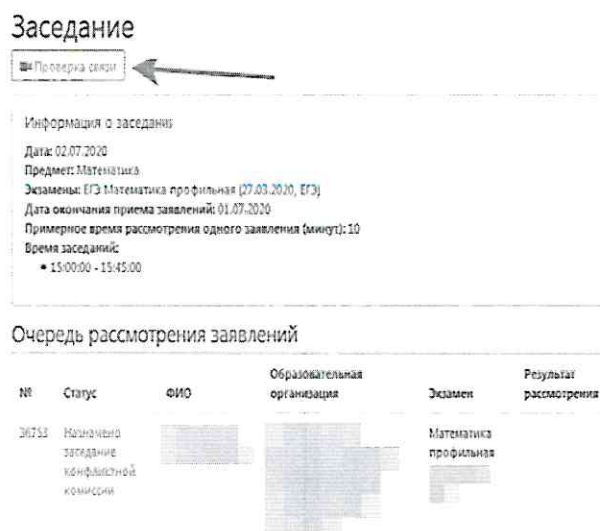 Заседание
Проверка связи
Информация о заседании
Дата: 02.07.2020
Предмет: Математика
Экзамены: ЕГЭ Математика профильная (27.03.2020, ЕГЭ)
Дата окончания приема заявлений: 01.07.2020
Примерное время рассмотрения одного заявления (минут): 10
Время заседаний:
• 15:00:00 - 15:45:00
Очередь рассмотрения заявлений
№ Статус ФИО Образовательная организация Экзамен Результат рассмотрения
36753 Назначено заседание конфликтной комиссии Математика профильная